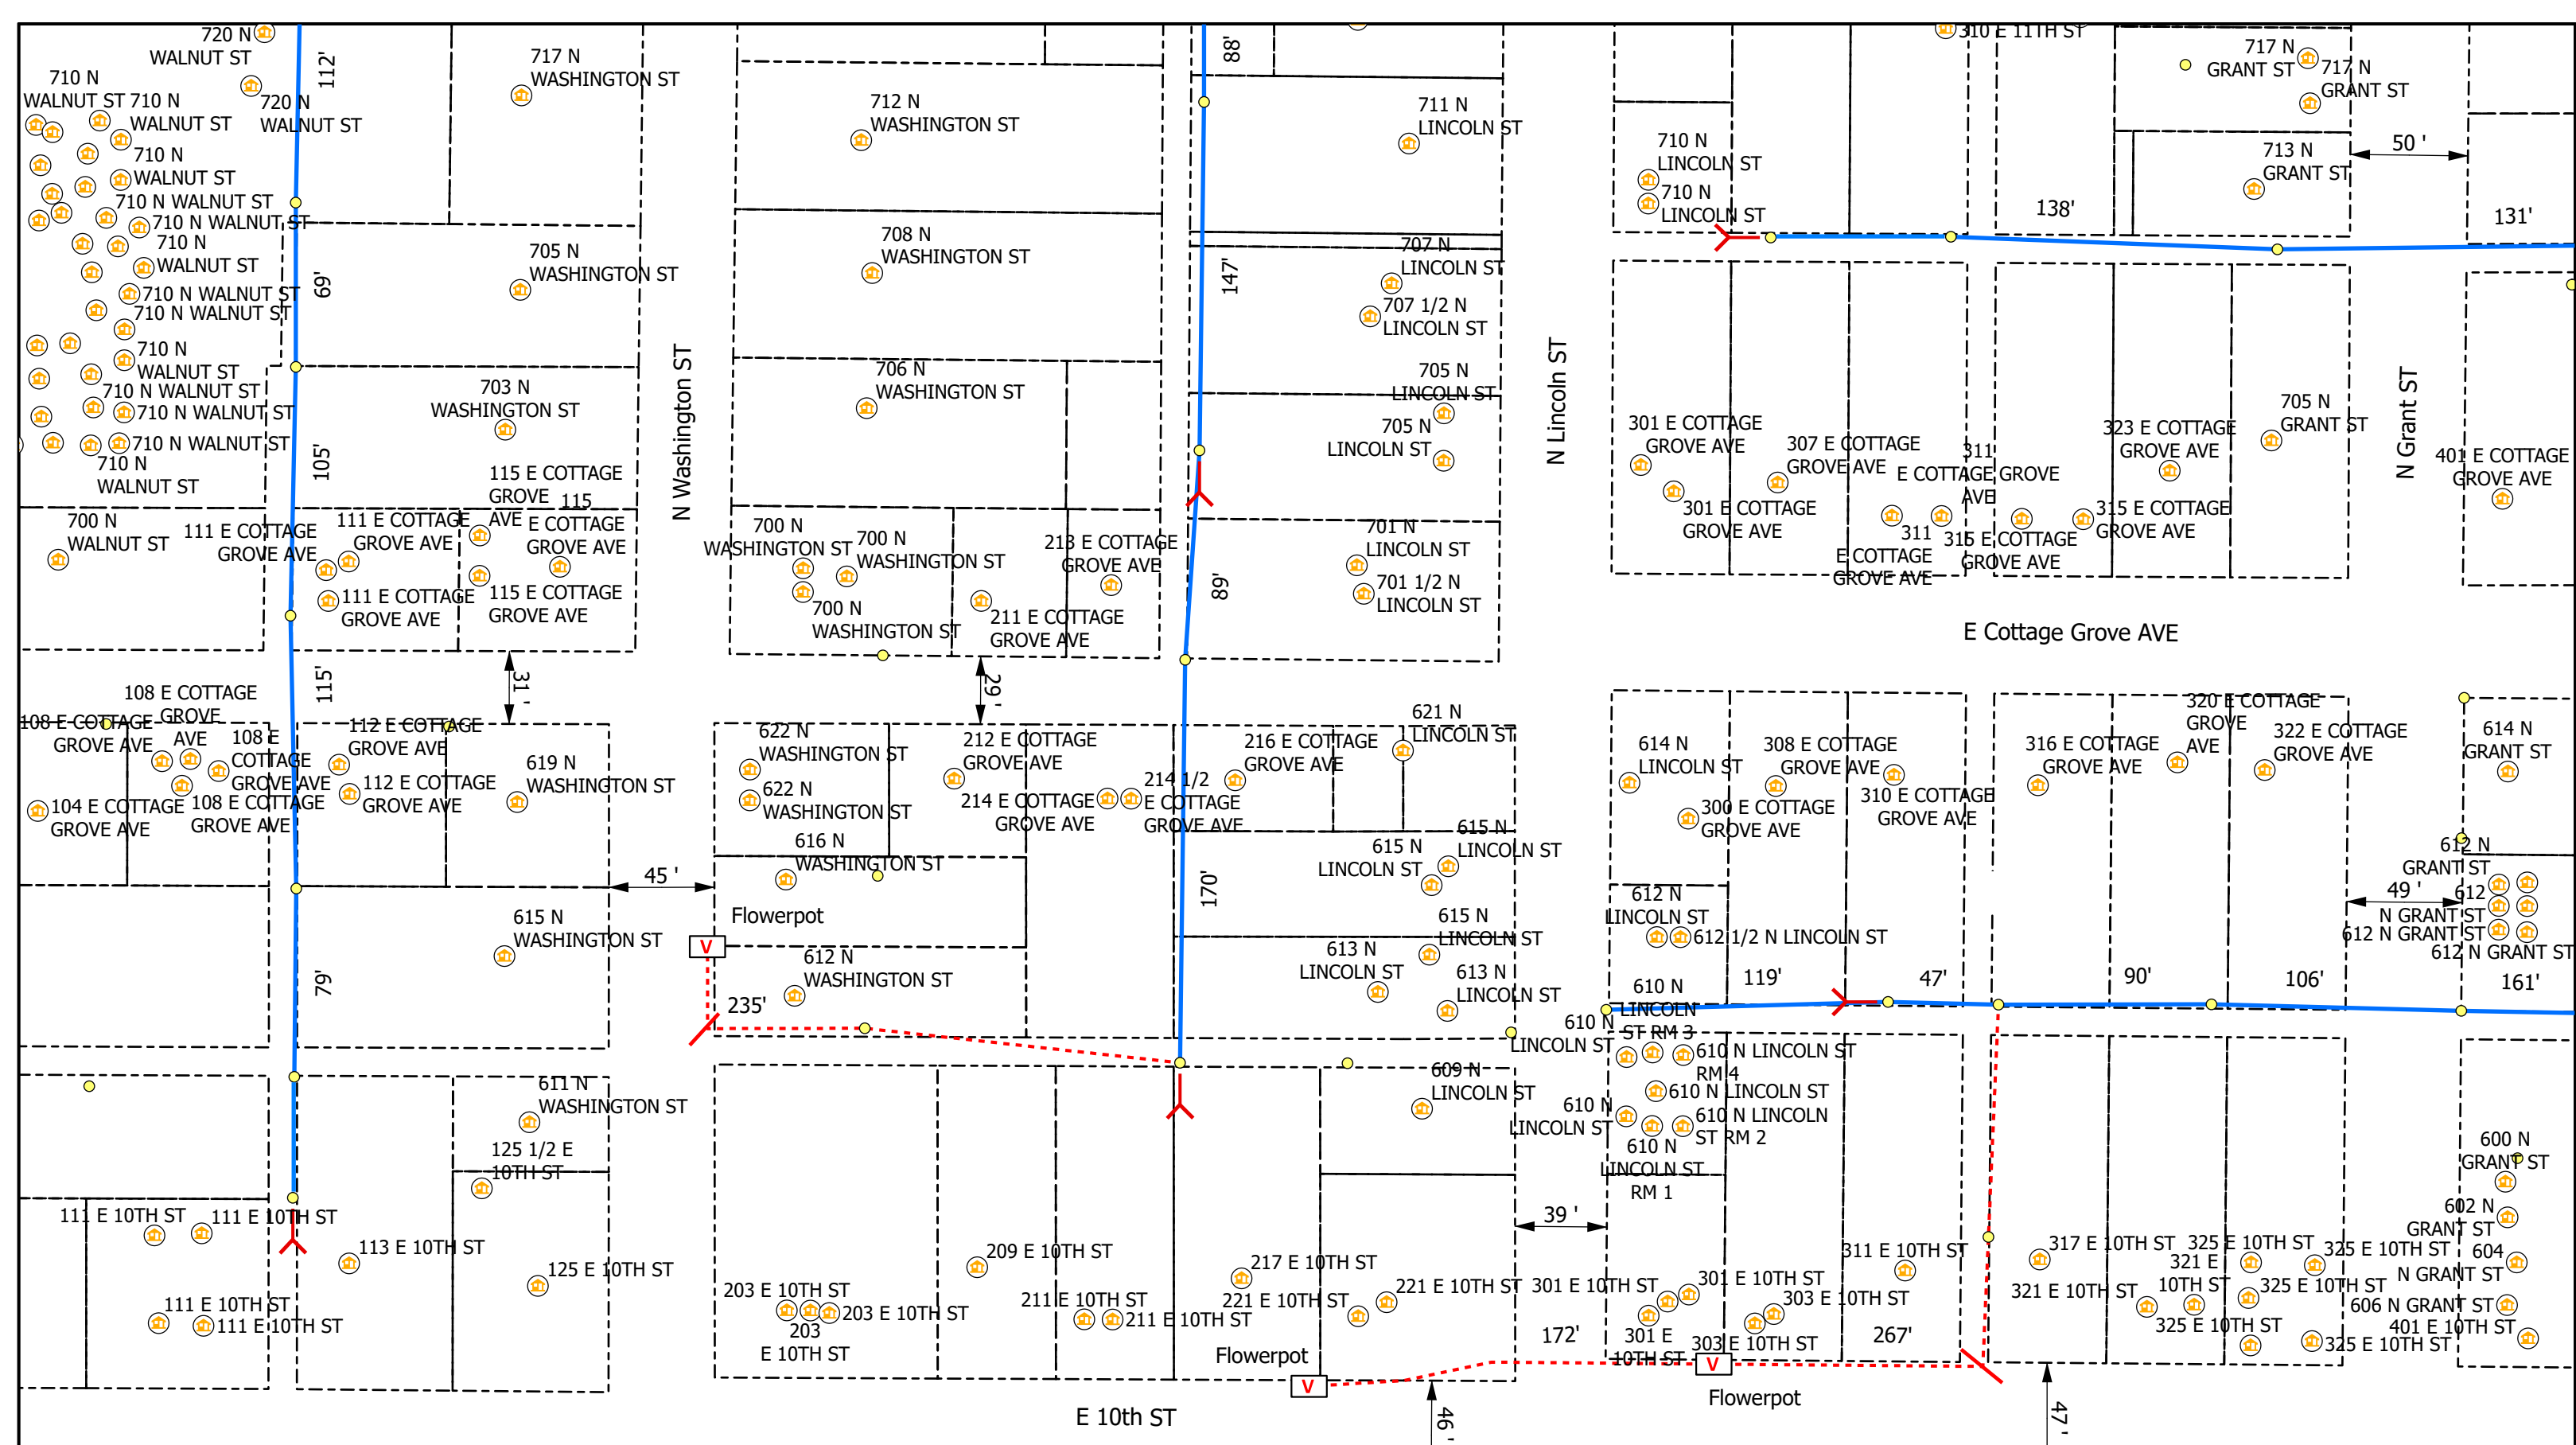 720 N
WALNUT ST
112'
717 N
WASHINGTON ST
88'
310 E 11TH ST
717 N
GRANT ST
717 N
GRANT ST
710 N
WALNUT ST
710 N
WALNUT ST
720 N
WALNUT ST
712 N
WASHINGTON ST
711 N
LINCOLN ST
710 N
LINCOLN ST
710 N
LINCOLN ST
713 N
GRANT ST
50 '
710 N
WALNUT ST
710 N WALNUT ST
710 N WALNUT ST
710 N
WALNUT ST
710 N WALNUT ST
710 N WALNUT ST
710 N
WALNUT ST
710 N WALNUT ST
710 N WALNUT ST
710 N WALNUT ST
710 N
WALNUT ST
138'
131'
69'
705 N
WASHINGTON ST
708 N
WASHINGTON ST
147'
707 N
LINCOLN ST
707 1/2 N
LINCOLN ST
703 N
WASHINGTON ST
N Washington ST
706 N
WASHINGTON ST
705 N
LINCOLN ST
705 N
LINCOLN ST
N Lincoln ST
N Grant ST
105'
301 E COTTAGE
GROVE AVE
301 E COTTAGE
GROVE AVE
307 E COTTAGE
GROVE AVE
311
E COTTAGE GROVE
AVE
311
E COTTAGE
GROVE AVE
323 E COTTAGE
GROVE AVE
315 E COTTAGE
GROVE AVE
315 E COTTAGE
GROVE AVE
705 N
GRANT ST
401 E COTTAGE
GROVE AVE
700 N
WALNUT ST
111 E COTTAGE
GROVE AVE
111 E COTTAGE
GROVE AVE
111 E COTTAGE
GROVE AVE
115 E COTTAGE
GROVE
AVE
115
E COTTAGE
GROVE AVE
115 E COTTAGE
GROVE AVE
700 N
WASHINGTON ST
700 N
WASHINGTON ST
700 N
WASHINGTON ST
213 E COTTAGE
GROVE AVE
211 E COTTAGE
GROVE AVE
89'
701 N
LINCOLN ST
701 1/2 N
LINCOLN ST
E Cottage Grove AVE
115'
31 '
29 '
108 E COTTAGE
GROVE AVE
108 E COTTAGE
GROVE
AVE
108 E
COTTAGE
GROVE AVE
108 E COTTAGE
GROVE AVE
104 E COTTAGE
GROVE AVE
112 E COTTAGE
GROVE AVE
112 E COTTAGE
GROVE AVE
619 N
WASHINGTON ST
622 N
WASHINGTON ST
622 N
WASHINGTON ST
616 N
WASHINGTON ST
212 E COTTAGE
GROVE AVE
214 E COTTAGE
GROVE AVE
214 1/2
E COTTAGE
GROVE AVE
216 E COTTAGE
GROVE AVE
621 N
LINCOLN ST
615 N
LINCOLN ST
615 N
LINCOLN ST
614 N
LINCOLN ST
300 E COTTAGE
GROVE AVE
308 E COTTAGE
GROVE AVE
310 E COTTAGE
GROVE AVE
316 E COTTAGE
GROVE AVE
320 E COTTAGE
GROVE
AVE
322 E COTTAGE
GROVE AVE
614 N
GRANT ST
612 N
GRANT ST
612
N GRANT ST
612 N GRANT ST
612 N GRANT ST
45 '
49 '
170'
Flowerpot
V
615 N
WASHINGTON ST
612 N
WASHINGTON ST
235'
79'
615 N
LINCOLN ST
613 N
LINCOLN ST
613 N
LINCOLN ST
612 N
LINCOLN ST
612 1/2 N LINCOLN ST
119'
47'
90'
106'
161'
610 N
LINCOLN
ST RM 3
610 N
LINCOLN ST
610 N LINCOLN ST
RM 4
610 N LINCOLN ST
610 N
LINCOLN ST
610 N LINCOLN
ST RM 2
610 N
LINCOLN ST
RM 1
611 N
WASHINGTON ST
125 1/2 E
10TH ST
609 N
LINCOLN ST
600 N
GRANT ST
602 N
GRANT ST
604
N GRANT ST
606 N GRANT ST
401 E 10TH ST
39 '
111 E 10TH ST
111 E 10TH ST
111 E 10TH ST
111 E 10TH ST
113 E 10TH ST
125 E 10TH ST
203 E 10TH ST
203 E 10TH ST
203
E 10TH ST
209 E 10TH ST
211 E 10TH ST
211 E 10TH ST
217 E 10TH ST
221 E 10TH ST
221 E 10TH ST
301 E 10TH ST
301 E 10TH ST
301 E
10TH ST
303 E 10TH ST
303 E 10TH ST
311 E 10TH ST
317 E 10TH ST
321 E 10TH ST
321 E
10TH ST
325 E 10TH ST
325 E 10TH ST
325 E 10TH ST
325 E 10TH ST
325 E 10TH ST
172'
267'
Flowerpot
V
V
Flowerpot
E 10th ST
46 '
47 '